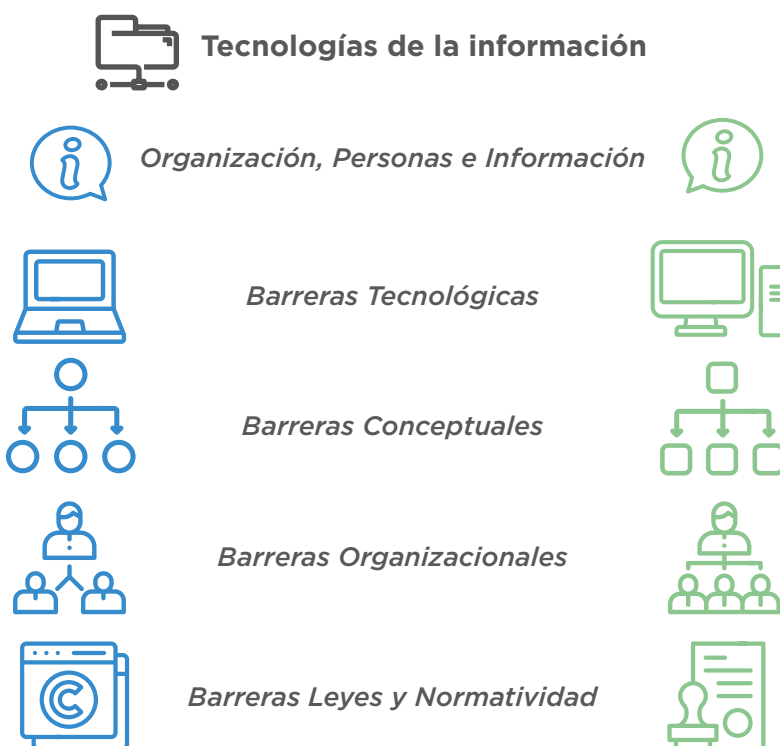 Tecnologías de la información
Organización, Personas e Información
Barreras Tecnológicas
Barreras Conceptuales
Barreras Organizacionales
Barreras Leyes y Normatividad